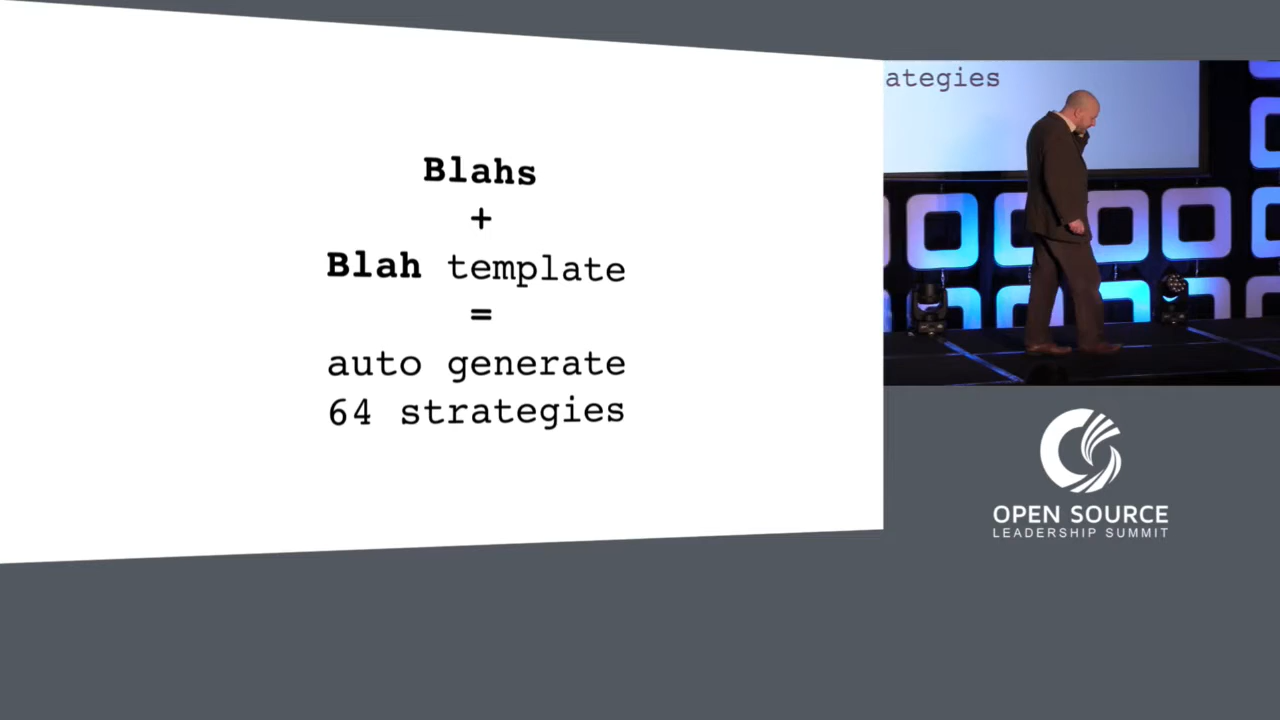 Blahs
+
Blah template
=
auto generate
64 strategies
ategies
OPEN SOURCE
LEADERSHIP SUMMIT